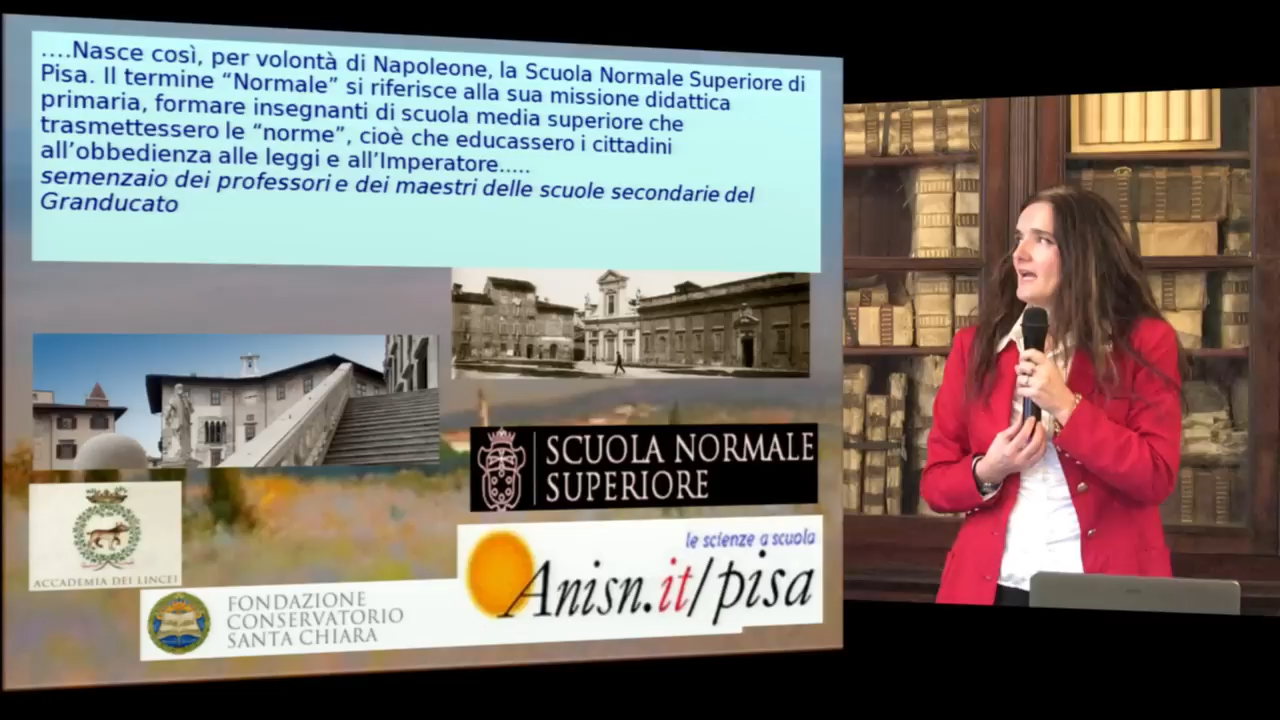 ....Nasce così, per volontà di Napoleone, la Scuola Normale Superiore di
Pisa. Il termine “Normale” si riferisce alla sua missione didattica
primaria, formare insegnanti di scuola media superiore che
trasmettessero le “norme”, cioè che educassero i cittadini
all’obbedienza alle leggi e all’Imperatore.....
semenzaio dei professori e dei maestri delle scuole secondarie del
Granducato
SCUOLA NORMALE
SUPERIORE
ACCADEMIA DEI LINCEI
le scienze a scuola
Anisn.it/pisa
FONDAZIONE
CONSERVATORIO
SANTA CHIARA